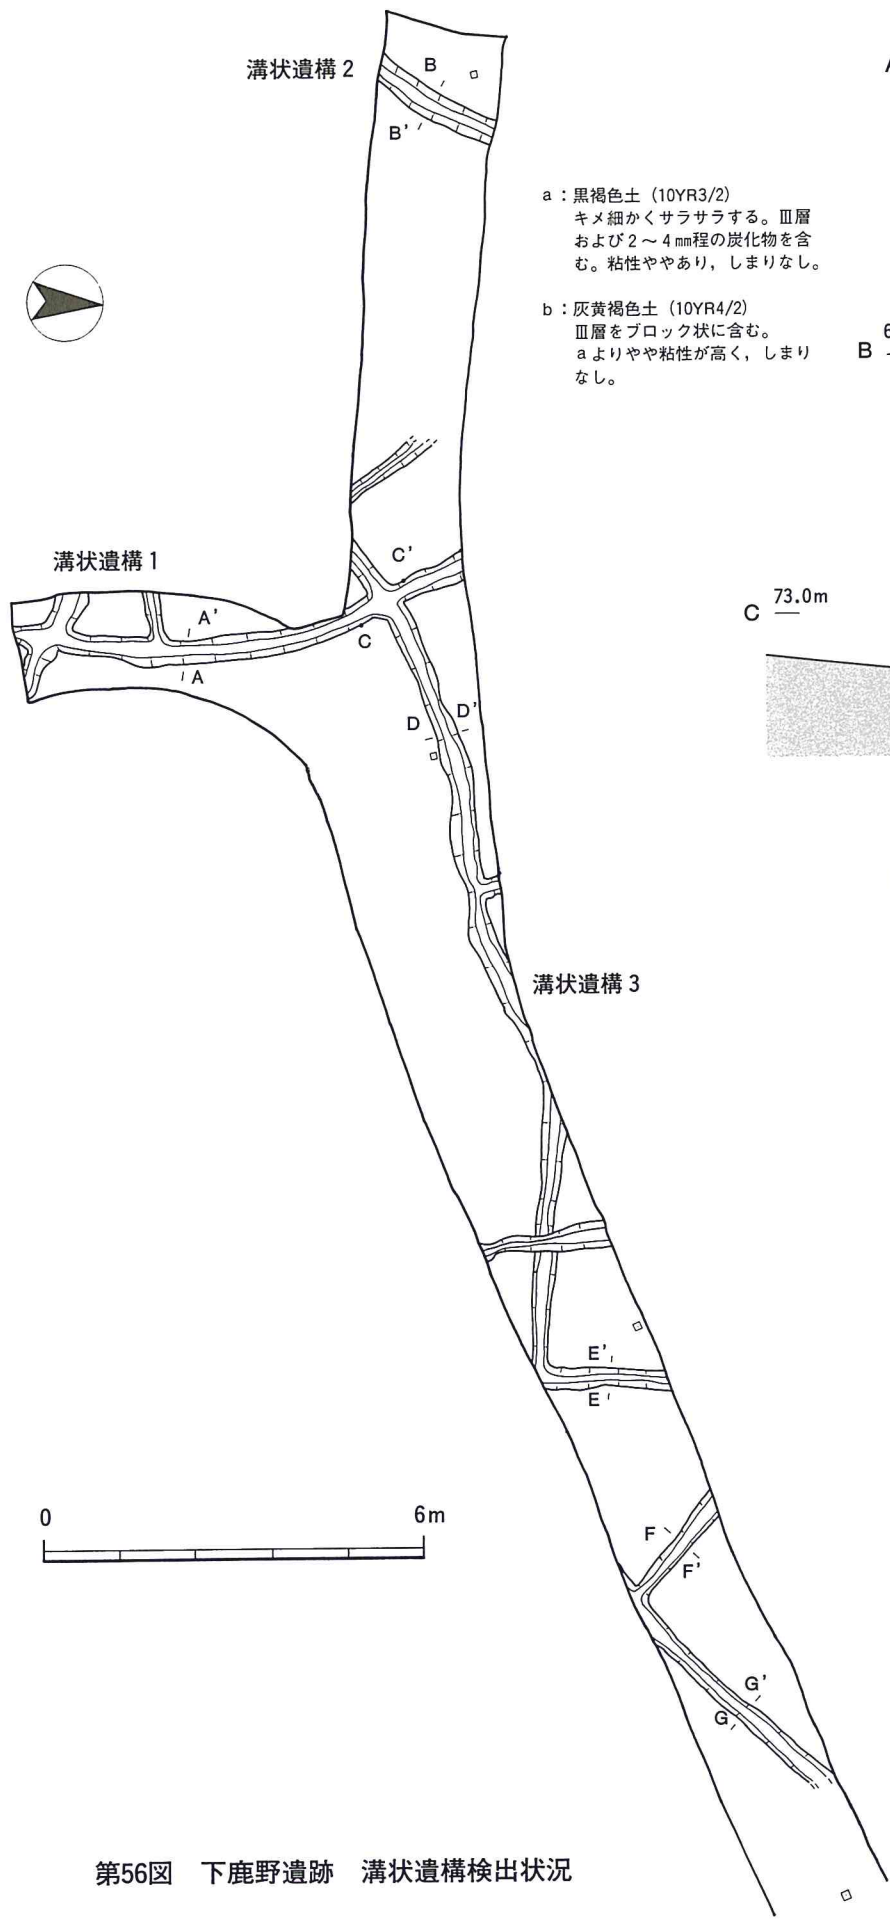 溝状遺構2
B
B'
A
a:黒褐色土(10YR3/2)
キメ細かくサラサラする。Ⅲ層
および2~4㎜程の炭化物を含
む。粘性ややあり,しまりなし。
b:灰黄褐色土(10YR4/2)
Ⅲ層をブロック状に含む。
aよりやや粘性が高く,しまり
なし。
B
6
溝状遺構1
C'
A'
C
A
C 73.0m
D
D'
溝状遺構3
E'
E
0 6m
F
F'
G'
G
第56図 下鹿野遺跡 溝状遺構検出状況